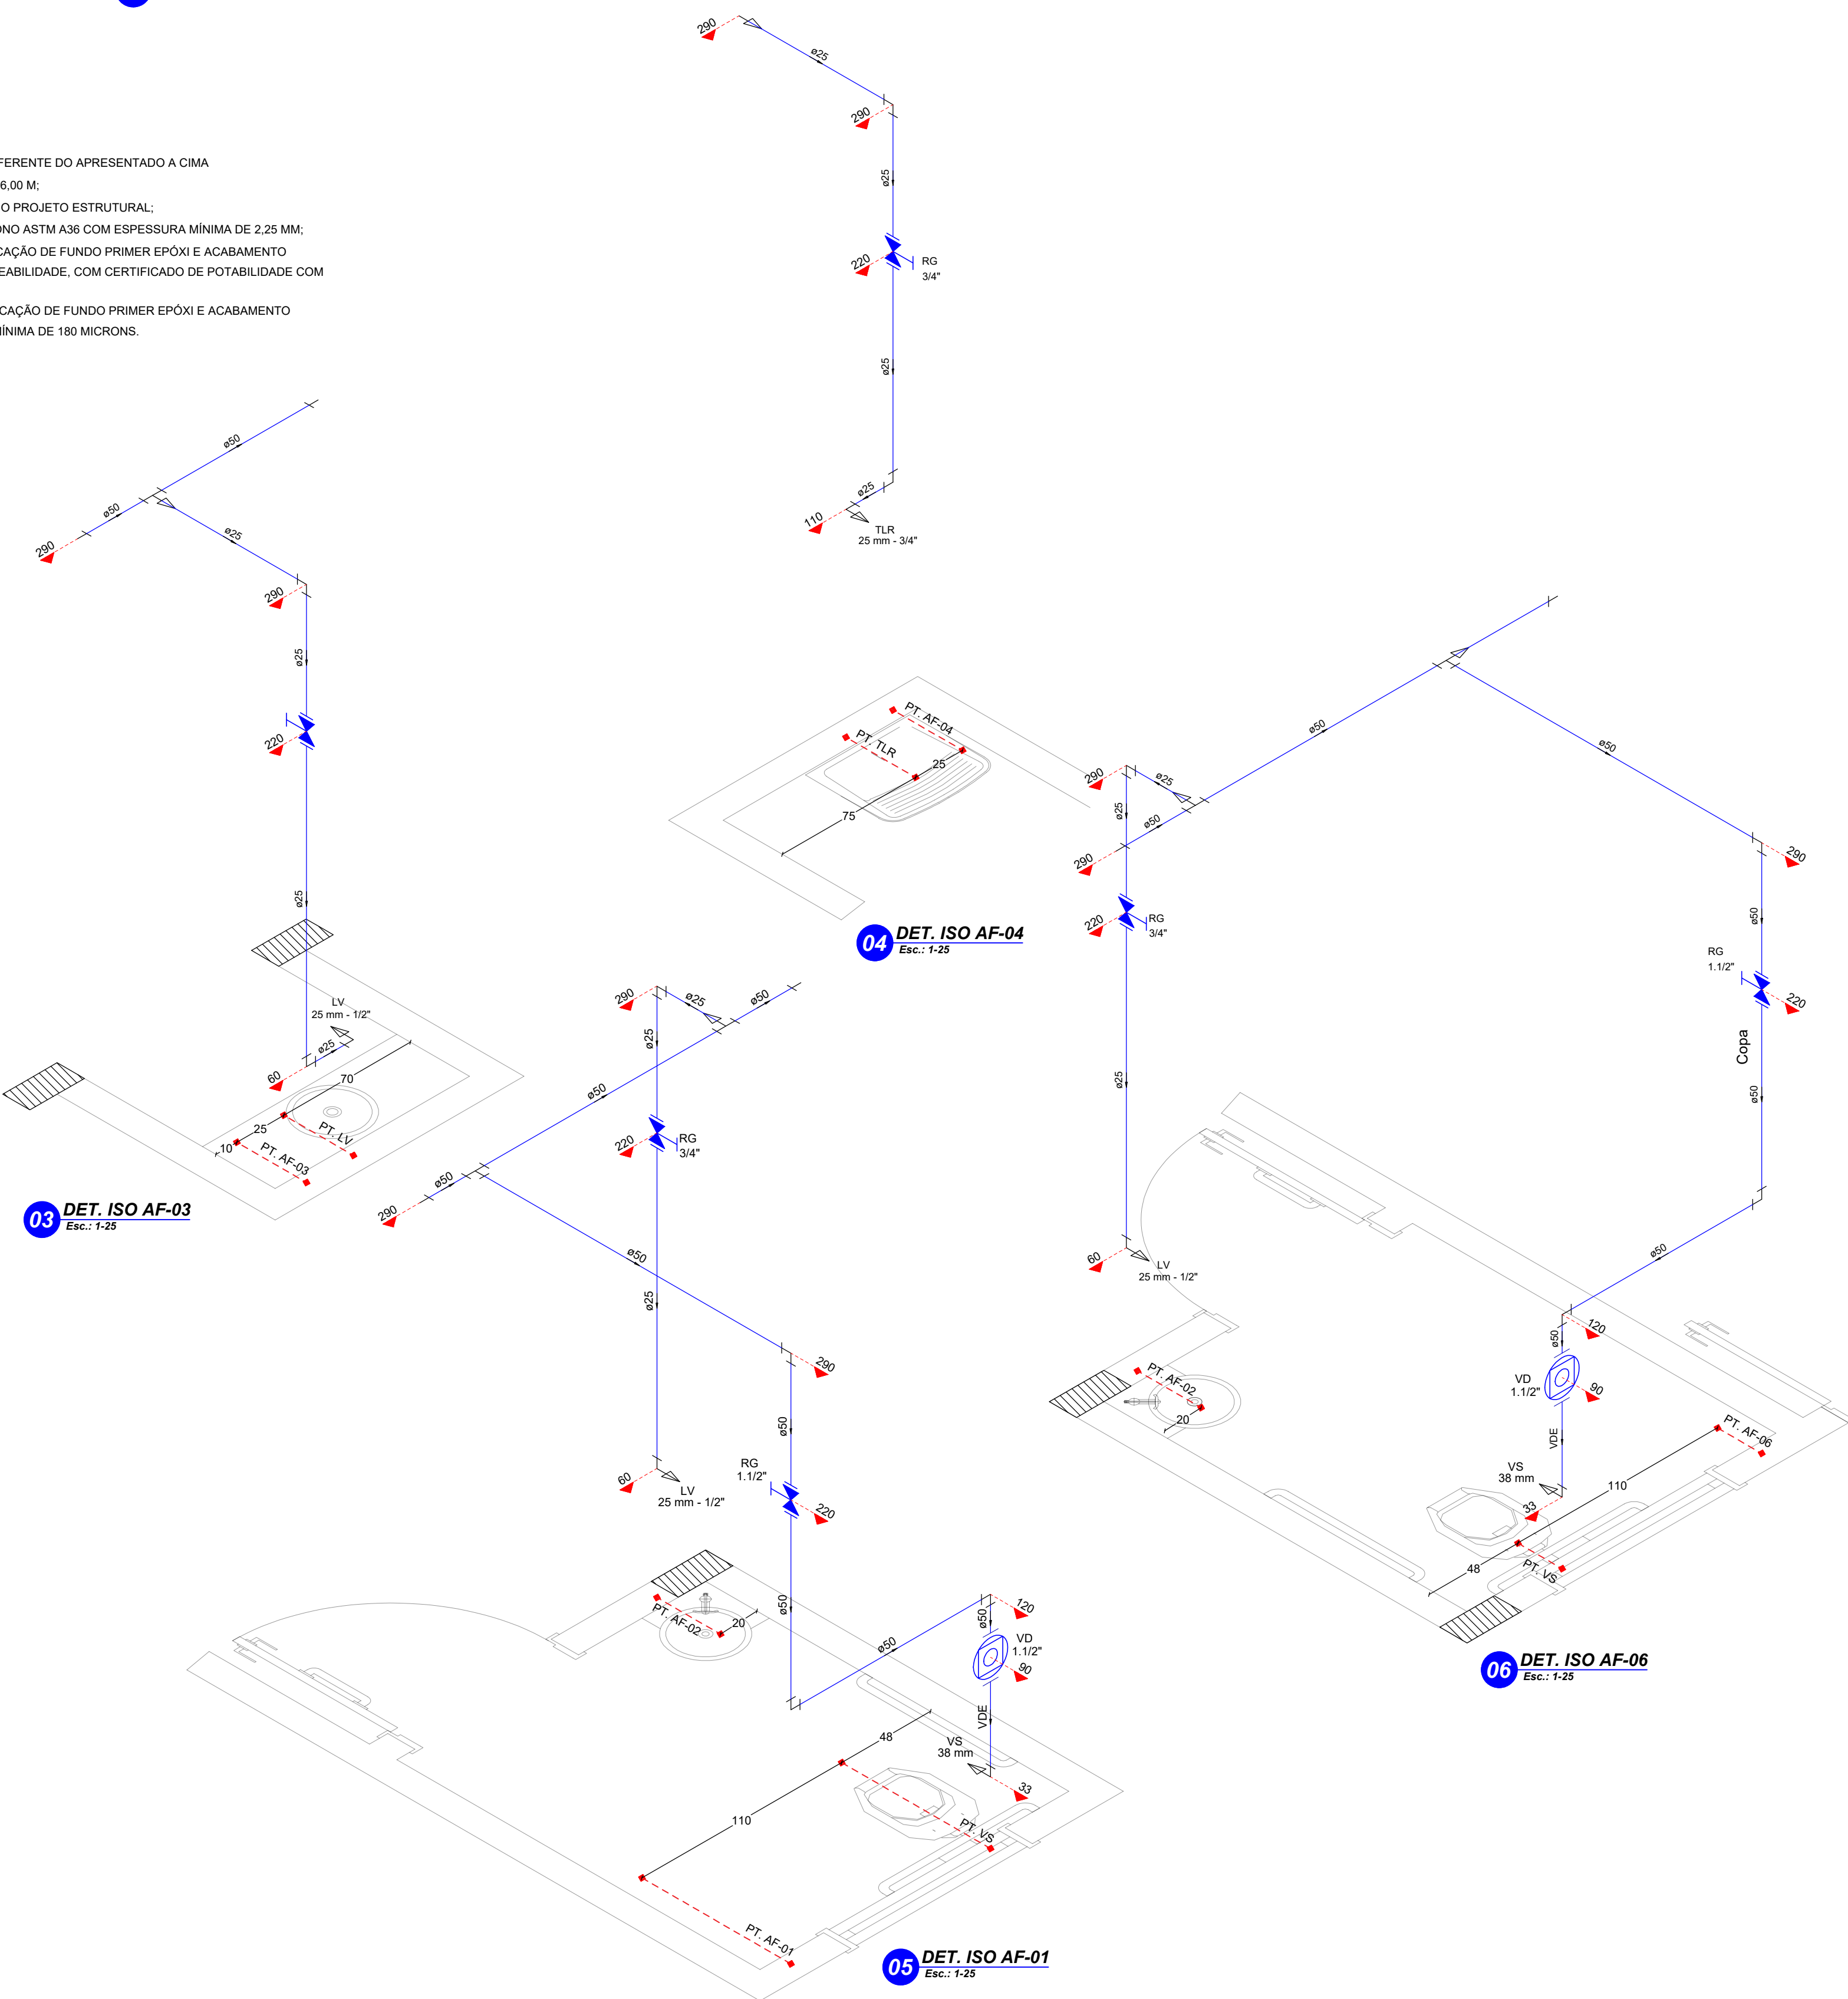 FERENTE DO APRESENTADO A CIMA
6,00 M;
O PROJETO ESTRUTURAL;
ONO ASTM A36 COM ESPESSURA MÍNIMA DE 2,25 MM;
CAÇÃO DE FUNDO PRIMER EPÓXI E ACABAMENTO
EABILIDADE, COM CERTIFICADO DE POTABILIDADE COM
CAÇÃO DE FUNDO PRIMER EPÓXI E ACABAMENTO
ÍNIMA DE 180 MICRONS.
290
ø25
290
ø25
220
RG
3/4"
ø25
ø25
110
TLR
25 mm - 3/4"
PT. AF-04
PT. TLR
25
75
04
DET. ISO AF-04
Esc.: 1-25
ø50
ø50
290
ø25
290
ø25
220
ø25
LV
25 mm - 1/2"
ø25
60
70
25
10
PT. LV
PT. AF-03
03
DET. ISO AF-03
Esc.: 1-25
290
ø25
ø50
ø25
ø50
220
RG
3/4"
ø50
290
ø50
ø25
290
ø50
60
LV
25 mm - 1/2"
RG
1.1/2"
220
ø50
ø50
120
ø50
VD
1.1/2"
90
VDE
VS
38 mm
33
PT. AF-02
20
48
110
PT. VS
PT. AF-01
05
DET. ISO AF-01
Esc.: 1-25
ø50
ø50
290
ø25
ø25
ø50
290
220
RG
3/4"
ø25
60
LV
25 mm - 1/2"
290
ø50
RG
1.1/2"
220
Copa
ø50
ø50
120
ø50
VD
1.1/2"
90
VDE
VS
38 mm
33
PT. AF-02
20
PT. AF-06
110
48
PT. VS
06
DET. ISO AF-06
Esc.: 1-25